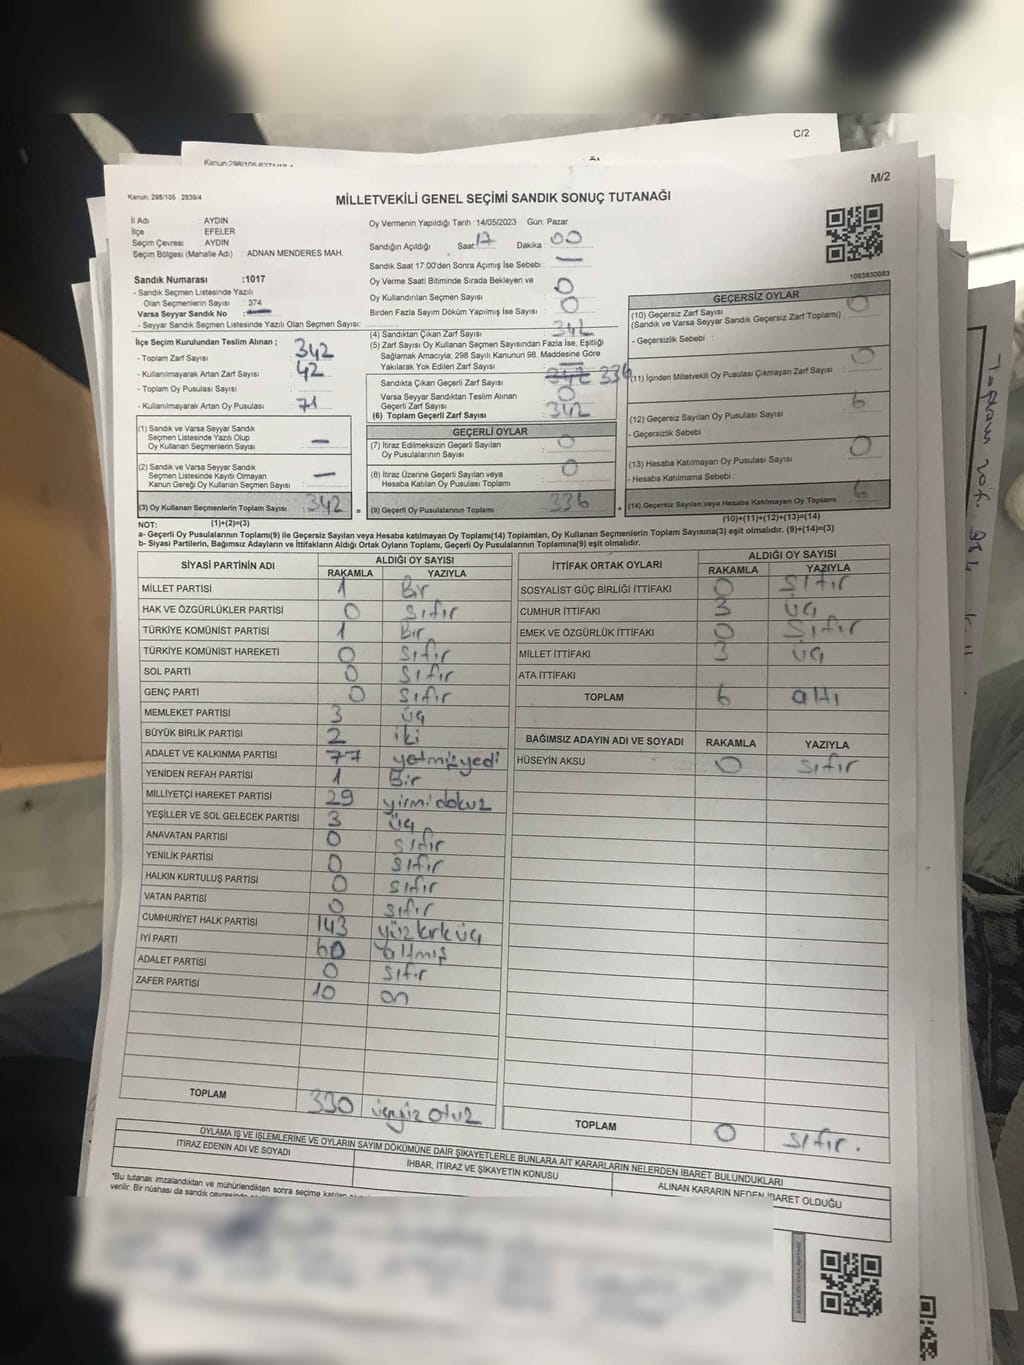 C/2
Kanun: 298/105
M/2
Kanun; 298/105 , 2839/4
MİLLETVEKİLİ GENEL SEÇİMİ SANDIK SONUÇ TUTANAĞI
İl Adı : AYDIN
İlçe : EFELER
Seçim Çevresi : AYDIN
Seçim Bölgesi (Mahalle Adı) : ADNAN MENDERES MAH.
Oy Vermenin Yapıldığı Tarih :14/05/2023 Gün: Pazar
Sandığın Açıldığı Saat: 17 Dakika : 00
Sandık Saat 17:00'den Sonra Açımış İse Sebebi : —
Oy Verme Saati Bitiminde Sırada Bekleyen ve
Oy Kullandırılan Seçmen Sayısı : 0
Birden Fazla Sayım Döküm Yapılmış İse Sayısı : 0
1083830083
Sandık Numarası :1017
- Sandık Seçmen Listesinde Yazılı
Olan Seçmenlerin Sayısı : 374
Varsa Seyyar Sandık No : —
- Seyyar Sandık Seçmen Listesinde Yazılı Olan Seçmen Sayısı:
İlçe Seçim Kurulundan Teslim Alınan ;
- Toplam Zarf Sayısı : 342
- Kullanılmayarak Artan Zarf Sayısı : 42
- Toplam Oy Pusulası Sayısı :
- Kullanılmayarak Artan Oy Pusulası : 71
(1) Sandık ve Varsa Seyyar Sandık
Seçmen Listesinde Yazılı Olup
Oy Kullanan Seçmenlerin Sayısı : —
(2) Sandık ve Varsa Seyyar Sandık
Seçmen Listesinde Kayıtlı Olmayan
Kanun Gereği Oy Kullanan Seçmen Sayısı : —
(3) Oy Kullanan Seçmenlerin Toplam Sayısı : 342 =
(4) Sandıktan Çıkan Zarf Sayısı : 342
(5) Zarf Sayısı Oy Kullanan Seçmen Sayısından Fazla İse, Eşitliği
Sağlamak Amacıyla, 298 Sayılı Kanunun 98. Maddesine Göre
Yakılarak Yok Edilen Zarf Sayısı : —
Sandıkta Çıkan Geçerli Zarf Sayısı : 342 336
Varsa Seyyar Sandıktan Teslim Alınan
Geçerli Zarf Sayısı : 0
(6) Toplam Geçerli Zarf Sayısı : 342
GEÇERLİ OYLAR
(7) İtiraz Edilmeksizin Geçerli Sayılan
Oy Pusulalarının Sayısı : 0
(8) İtiraz Üzerine Geçerli Sayılan veya
Hesaba Katılan Oy Pusulası Toplamı : 0
(9) Geçerli Oy Pusulalarının Toplamı : 336 +
GEÇERSİZ OYLAR
(10) Geçersiz Zarf Sayısı : 0
(Sandık ve Varsa Seyyar Sandık Geçersiz Zarf Toplamı)
- Geçersizlik Sebebi :
(11) İçinden Milletvekili Oy Pusulası Çıkmayan Zarf Sayısı : 0
(12) Geçersiz Sayılan Oy Pusulası Sayısı : 6
- Geçersizlik Sebebi :
(13) Hesaba Katılmayan Oy Pusulası Sayısı : 0
- Hesaba Katılmama Sebebi :
(14) Geçersiz Sayılan veya Hesaba Katılmayan Oy Toplamı : 6
NOT: (1)+(2)=(3)
(10)+(11)+(12)+(13)=(14)
a- Geçerli Oy Pusulalarının Toplamı(9) ile Geçersiz Sayılan veya Hesaba katılmayan Oy Toplamı(14) Toplamları, Oy Kullanan Seçmenlerin Toplam Sayısına(3) eşit olmalıdır. (9)+(14)=(3)
b- Siyasi Partilerin, Bağımsız Adayların ve İttifakların Aldığı Ortak Oyların Toplamı, Geçerli Oy Pusulalarının Toplamına(9) eşit olmalıdır.
SİYASİ PARTİNİN ADI ALDIĞI OY SAYISI
RAKAMLA YAZIYLA
MİLLET PARTİSİ 1 Bir
HAK VE ÖZGÜRLÜKLER PARTİSİ 0 sıfır
TÜRKİYE KOMÜNİST PARTİSİ 1 Bir
TÜRKİYE KOMÜNİST HAREKETİ 0 sıfır
SOL PARTİ 0 sıfır
GENÇ PARTİ 0 sıfır
MEMLEKET PARTİSİ 3 üç
BÜYÜK BİRLİK PARTİSİ 2 iki
ADALET VE KALKINMA PARTİSİ 77 yetmişyedi
YENİDEN REFAH PARTİSİ 1 Bir
MİLLİYETÇİ HAREKET PARTİSİ 29 yirmidokuz
YEŞİLLER VE SOL GELECEK PARTİSİ 3 üç
ANAVATAN PARTİSİ 0 sıfır
YENİLİK PARTİSİ 0 sıfır
HALKIN KURTULUŞ PARTİSİ 0 sıfır
VATAN PARTİSİ 0 sıfır
CUMHURİYET HALK PARTİSİ 143 yüzkırküç
İYİ PARTİ 60 altmış
ADALET PARTİSİ 0 sıfır
ZAFER PARTİSİ 10 on
TOPLAM 330 üçyüz otuz
İTTİFAK ORTAK OYLARI ALDIĞI OY SAYISI
RAKAMLA YAZIYLA
SOSYALİST GÜÇ BİRLİĞİ İTTİFAKI 0 sıfır
CUMHUR İTTİFAKI 3 üç
EMEK VE ÖZGÜRLÜK İTTİFAKI 0 sıfır
MİLLET İTTİFAKI 3 üç
ATA İTTİFAKI
TOPLAM 6 altı
BAĞIMSIZ ADAYIN ADI VE SOYADI RAKAMLA YAZIYLA
HÜSEYİN AKSU 0 sıfır
TOPLAM 0 sıfır.
OYLAMA İŞ VE İŞLEMLERİNE VE OYLARIN SAYIM DÖKÜMÜNE DAİR ŞİKAYETLERLE BUNLARA AİT KARARLARIN NELERDEN İBARET BULUNDUKLARI
İTİRAZ EDENİN ADI VE SOYADI
İHBAR, İTİRAZ VE ŞİKAYETİN KONUSU
ALINAN KARARIN NEDEN İBARET OLDUĞU
"Bu tutanak imzalandıktan ve mühürlendikten sonra seçime katılan
verilir. Bir nüshası da sandık çevresinde